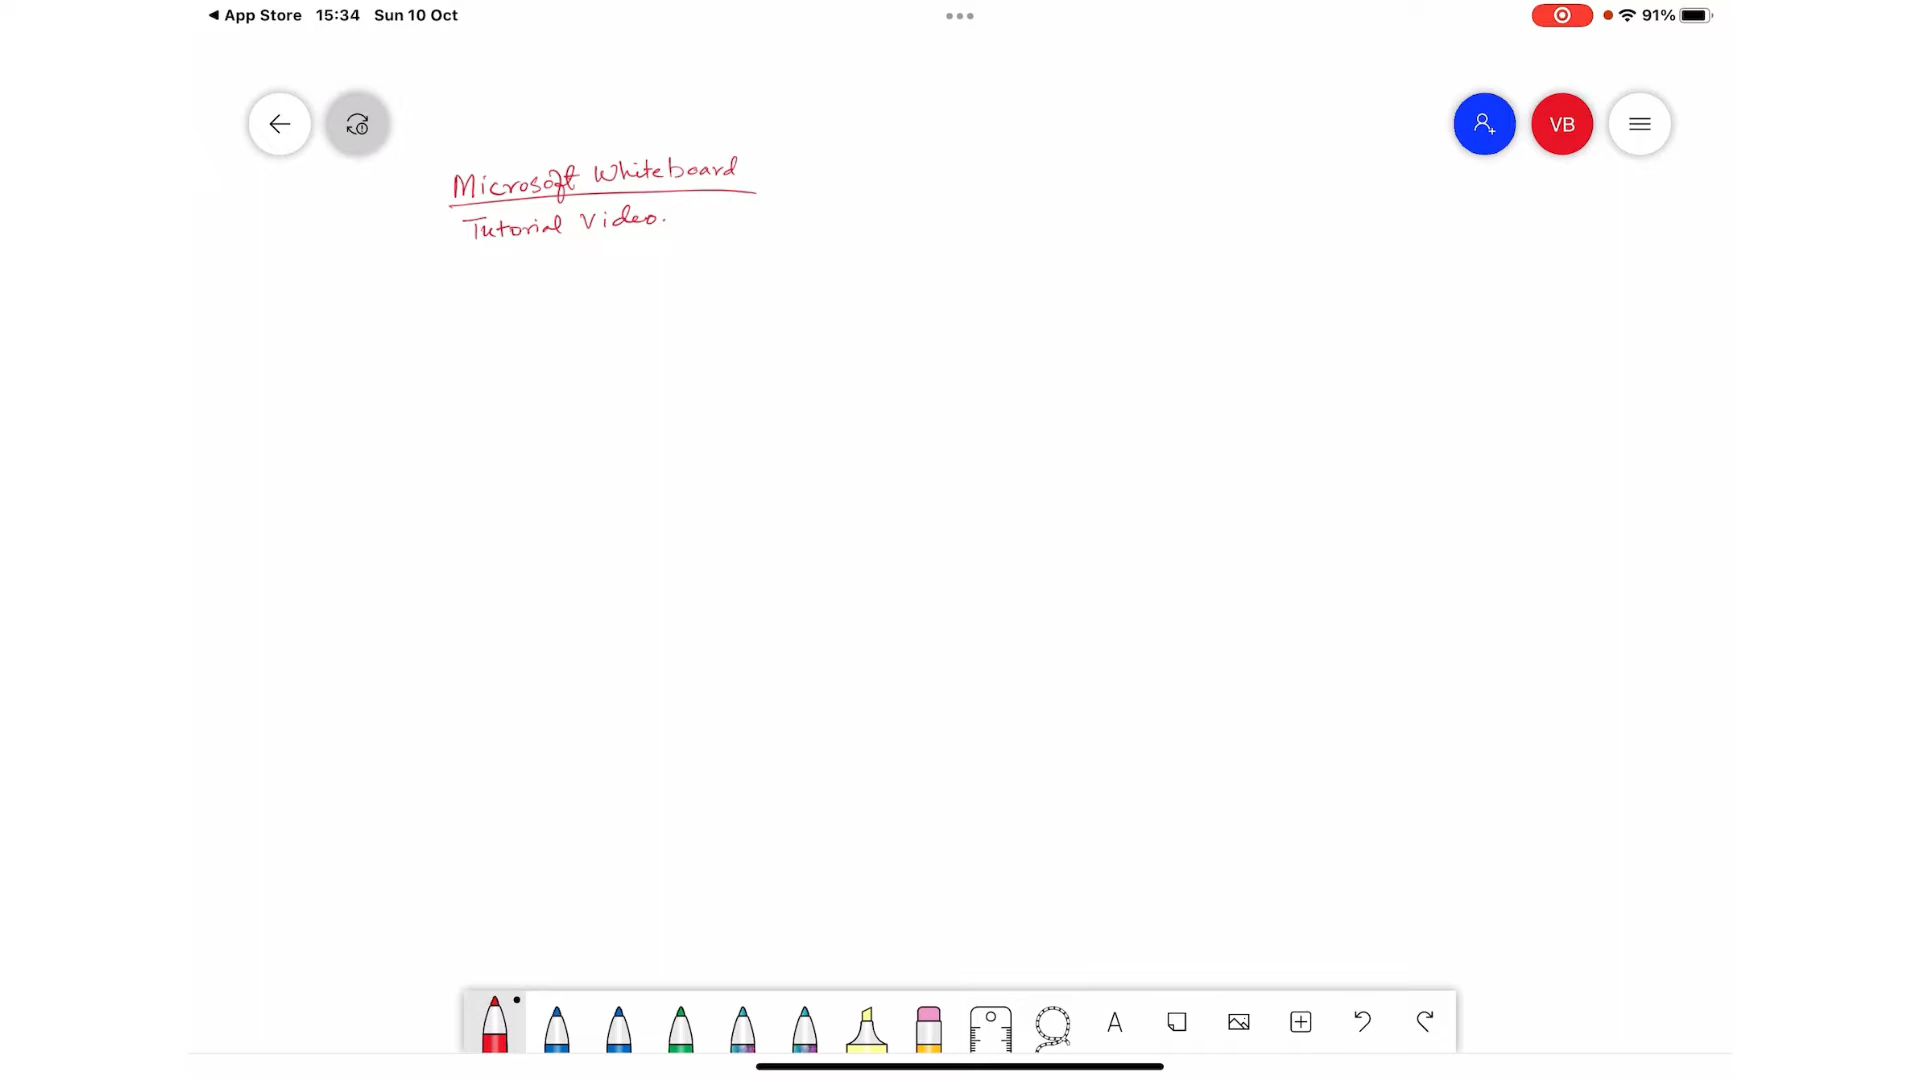 ◀ App Store 15:34 Sun 10 Oct
91%
VB
Microsoft Whiteboard
Tutorial Video.
A